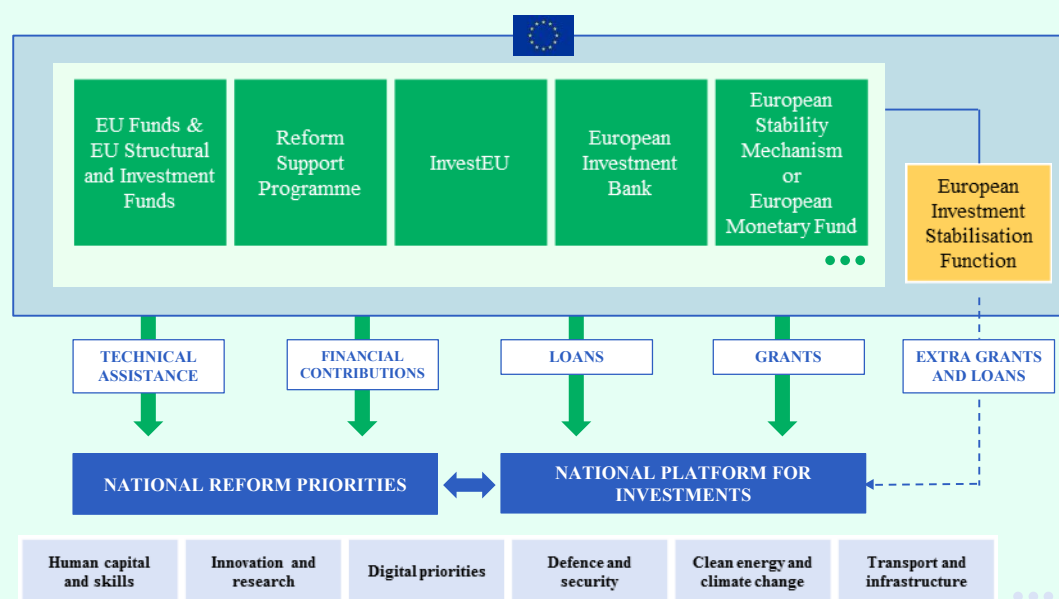 EU Funds &
EU Structural
and Investment
Funds
Reform
Support
Programme
InvestEU
European
Investment
Bank
European
Stability
Mechanism
or
European
Monetary Fund
European
Investment
Stabilisation
Function
TECHNICAL
ASSISTANCE
FINANCIAL
CONTRIBUTIONS
LOANS
GRANTS
EXTRA GRANTS
AND LOANS
NATIONAL REFORM PRIORITIES
NATIONAL PLATFORM FOR
INVESTMENTS
Human capital
and skills
Innovation and
research
Digital priorities
Defence and
security
Clean energy and
climate change
Transport and
infrastructure